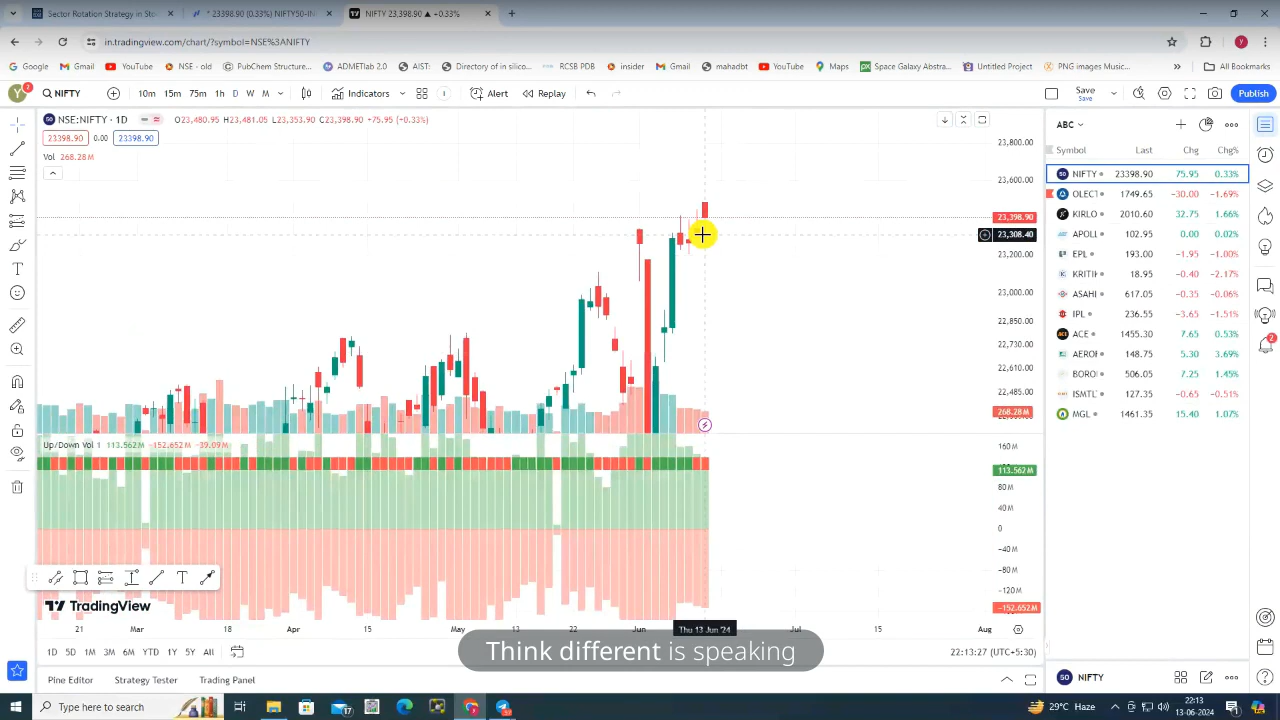 Sector Rotation Strategy in Sto
* 23398.90 (0.33%) NIFTY50-IN
NIFTY 23,398.90 ▲ +0.33%
in.tradingview.com/chart/?symbol=NSE%3ANIFTY
Google
Gmail
YouTube
NSE - old
PubChem Structure...
ADMETlab 2.0
AIST:
Directory of in silico...
RCSB PDB
insider
Gmail
mahadbt
YouTube
Maps
Space Galaxy Abstra...
Untitled Project
PNG images Music...
All Bookmarks
NIFTY
10m 15m 75m 1h D W M
Indicators
Alert
Replay
Save
Save
Publish
NSE:NIFTY · 1D
O23,480.95 H23,481.05 L23,353.90 C23,398.90 +75.95 (+0.33%)
23398.90 0.00 23398.90
Vol 268.28M
23,800.00
23,600.00
23,398.90
23,308.40
23,200.00
23,000.00
22,850.00
22,730.00
22,610.00
22,485.00
268.28M
Up/Down Vol 1 113.562M −152.652M −39.09M
160M
113.562M
80M
40M
0
−40M
−80M
−120M
−152.652M
TradingView
21 Mar 18 Apr 15 May 13 22 Jun Thu 13 Jun '24 Jul 15 Aug
1D 5D 1M 3M 6M YTD 1Y 5Y All
22:13:27 (UTC+5:30)
Think different is speaking
Pine Editor Strategy Tester Trading Panel
ABC
Symbol Last Chg Chg%
NIFTY 23398.90 75.95 0.33%
OLECT 1749.65 −30.00 −1.69%
KIRLO 2010.60 32.75 1.66%
APOLL 102.95 0.00 0.02%
EPL 193.00 −1.95 −1.00%
KRITIK 18.95 −0.40 −2.17%
ASAHI 617.05 −0.35 −0.06%
IPL 236.55 −3.65 −1.51%
ACE 1455.30 7.65 0.53%
AEROF 148.75 5.30 3.69%
BORO 506.05 7.25 1.45%
ISMTL 127.35 −0.65 −0.51%
MGL 1461.35 15.40 1.07%
NIFTY
Type here to search
17
29°C Haze
22:13
13-06-2024